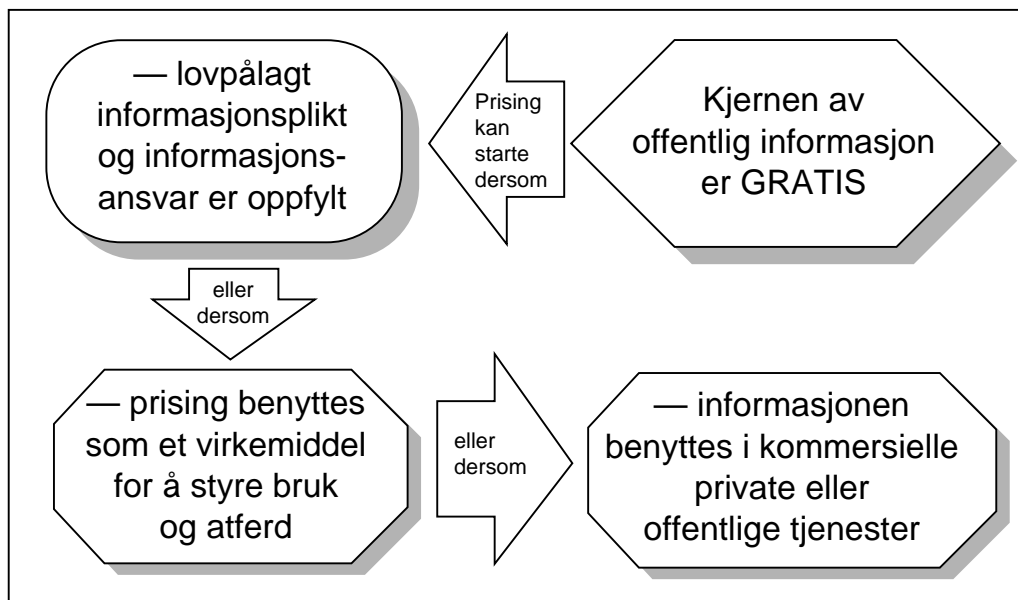 Kjernen av
offentlig informasjon
er GRATIS
Prising
kan
starte
dersom
— lovpålagt
informasjonsplikt
og informasjons-
ansvar er oppfylt
eller
dersom
— prising benyttes
som et virkemiddel
for å styre bruk
og atferd
eller
dersom
— informasjonen
benyttes i kommersielle
private eller
offentlige tjenester